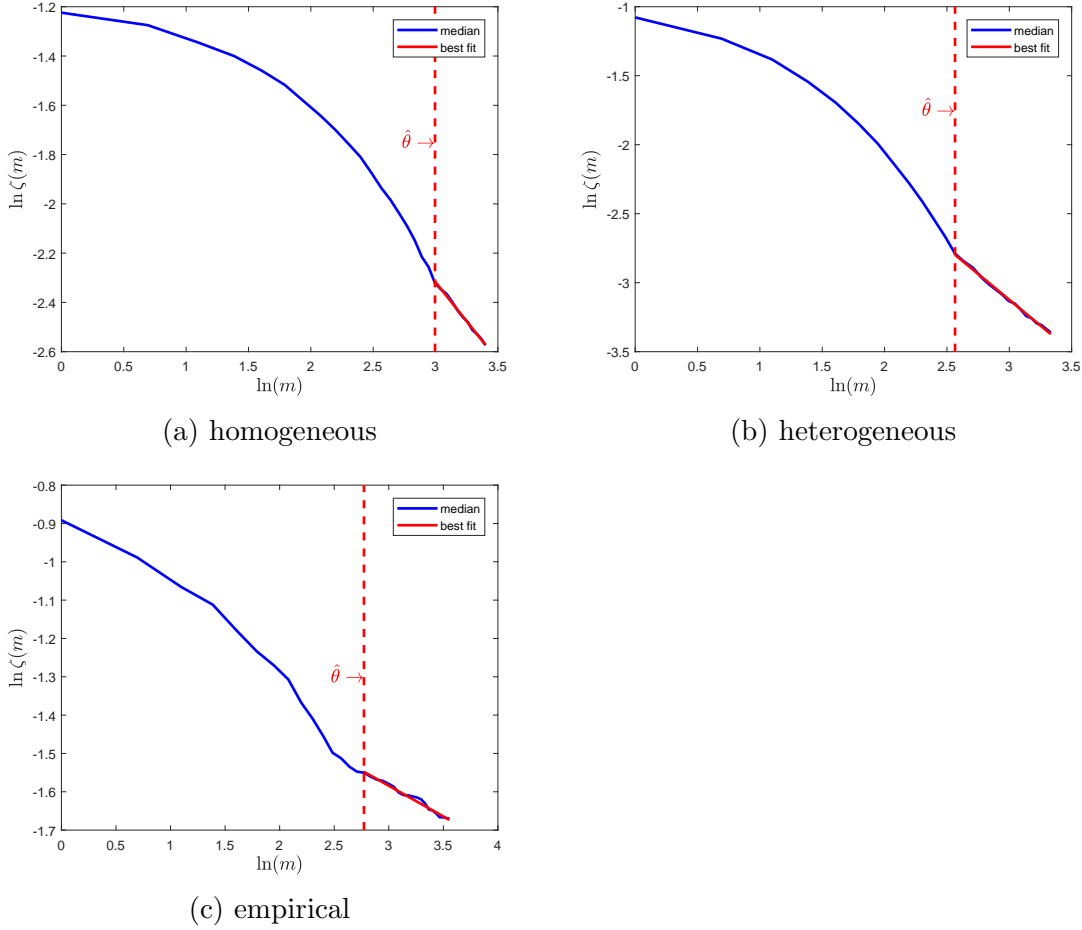 -1.2
-1.4
-1.6
-1.8
-2
-2.2
-2.4
-2.6
0 0.5 1 1.5 2 2.5 3 3.5
ln ζ(m)
ln(m)
median
best fit
θ̂ →
(a) homogeneous
-1
-1.5
-2
-2.5
-3
-3.5
0 0.5 1 1.5 2 2.5 3 3.5
ln ζ(m)
ln(m)
median
best fit
θ̂ →
(b) heterogeneous
-0.8
-0.9
-1
-1.1
-1.2
-1.3
-1.4
-1.5
-1.6
-1.7
0 0.5 1 1.5 2 2.5 3 3.5 4
ln ζ(m)
ln(m)
median
best fit
θ̂ →
(c) empirical